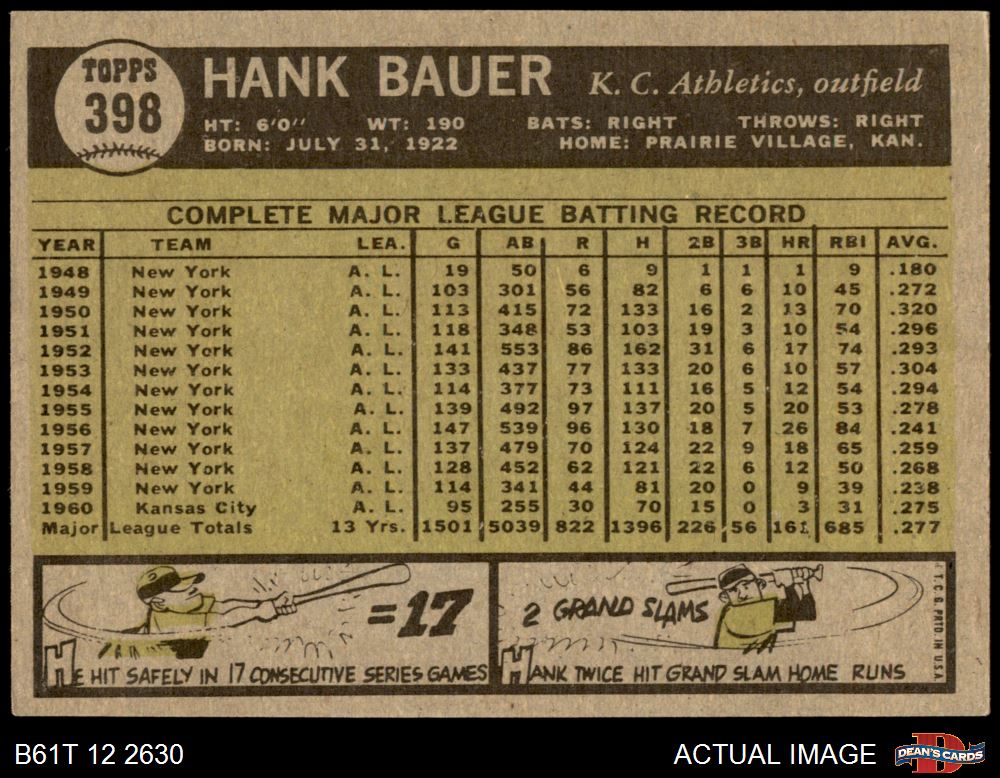 TOPPS
398
HANK BAUER K. C. Athletics, outfield
HT: 6'0" WT: 190 BATS: RIGHT THROWS: RIGHT
BORN: JULY 31, 1922 HOME: PRAIRIE VILLAGE, KAN.
COMPLETE MAJOR LEAGUE BATTING RECORD
YEAR TEAM LEA. G AB R H 2B 3B HR RBI AVG.
1948 New York A. L. 19 50 6 9 1 1 1 9 .180
1949 New York A. L. 103 301 56 82 6 6 10 45 .272
1950 New York A. L. 113 415 72 133 16 2 13 70 .320
1951 New York A. L. 118 348 53 103 19 3 10 54 .296
1952 New York A. L. 141 553 86 162 31 6 17 74 .293
1953 New York A. L. 133 437 77 133 20 6 10 57 .304
1954 New York A. L. 114 377 73 111 16 5 12 54 .294
1955 New York A. L. 139 492 97 137 20 5 20 53 .278
1956 New York A. L. 147 539 96 130 18 7 26 84 .241
1957 New York A. L. 137 479 70 124 22 9 18 65 .259
1958 New York A. L. 128 452 62 121 22 6 12 50 .268
1959 New York A. L. 114 341 44 81 20 0 9 39 .238
1960 Kansas City A. L. 95 255 30 70 15 0 3 31 .275
Major League Totals 13 Yrs. 1501 5039 822 1396 226 56 161 685 .277
=17
HE HIT SAFELY IN 17 CONSECUTIVE SERIES GAMES
2 GRAND SLAMS
HANK TWICE HIT GRAND SLAM HOME RUNS
T. C. G. PRTD IN U.S.A.
B61T 12 2630 ACTUAL IMAGE DEAN'S CARDS